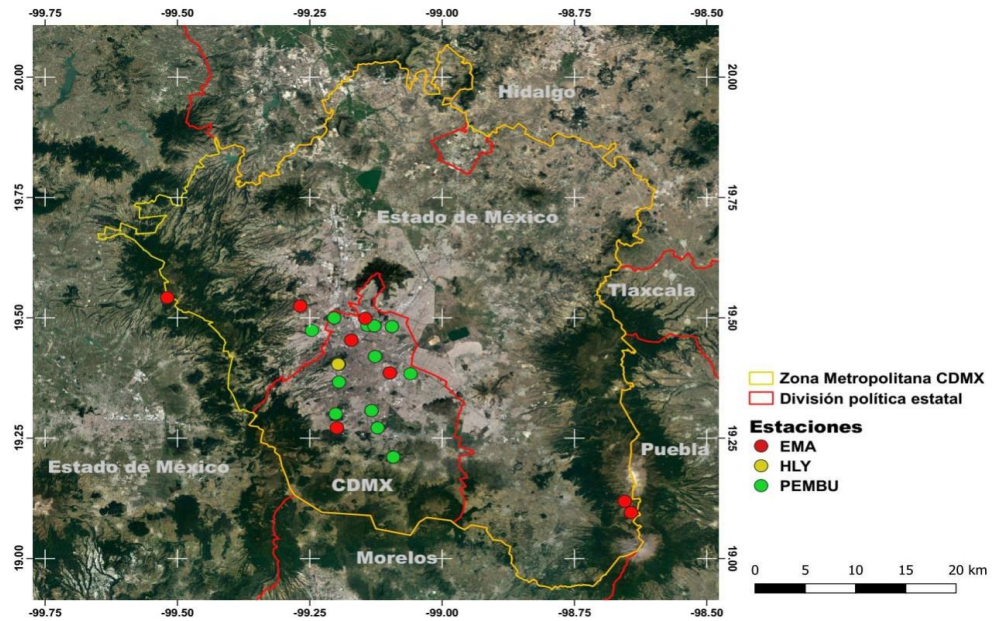 -99.75 -99.50 -99.25 -99.00 -98.75 -98.50
20.00 20.00
Hidalgo
19.75 19.75
Estado de México
Tlaxcala
19.50 19.50
Zona Metropolitana CDMX
División política estatal
Estaciones
19.25 19.25
EMA
Puebla
Estado de México
HLY
CDMX
PEMBU
19.00 19.00
Morelos
0 5 10 15 20 km
-99.75 -99.50 -99.25 -99.00 -98.75 -98.50